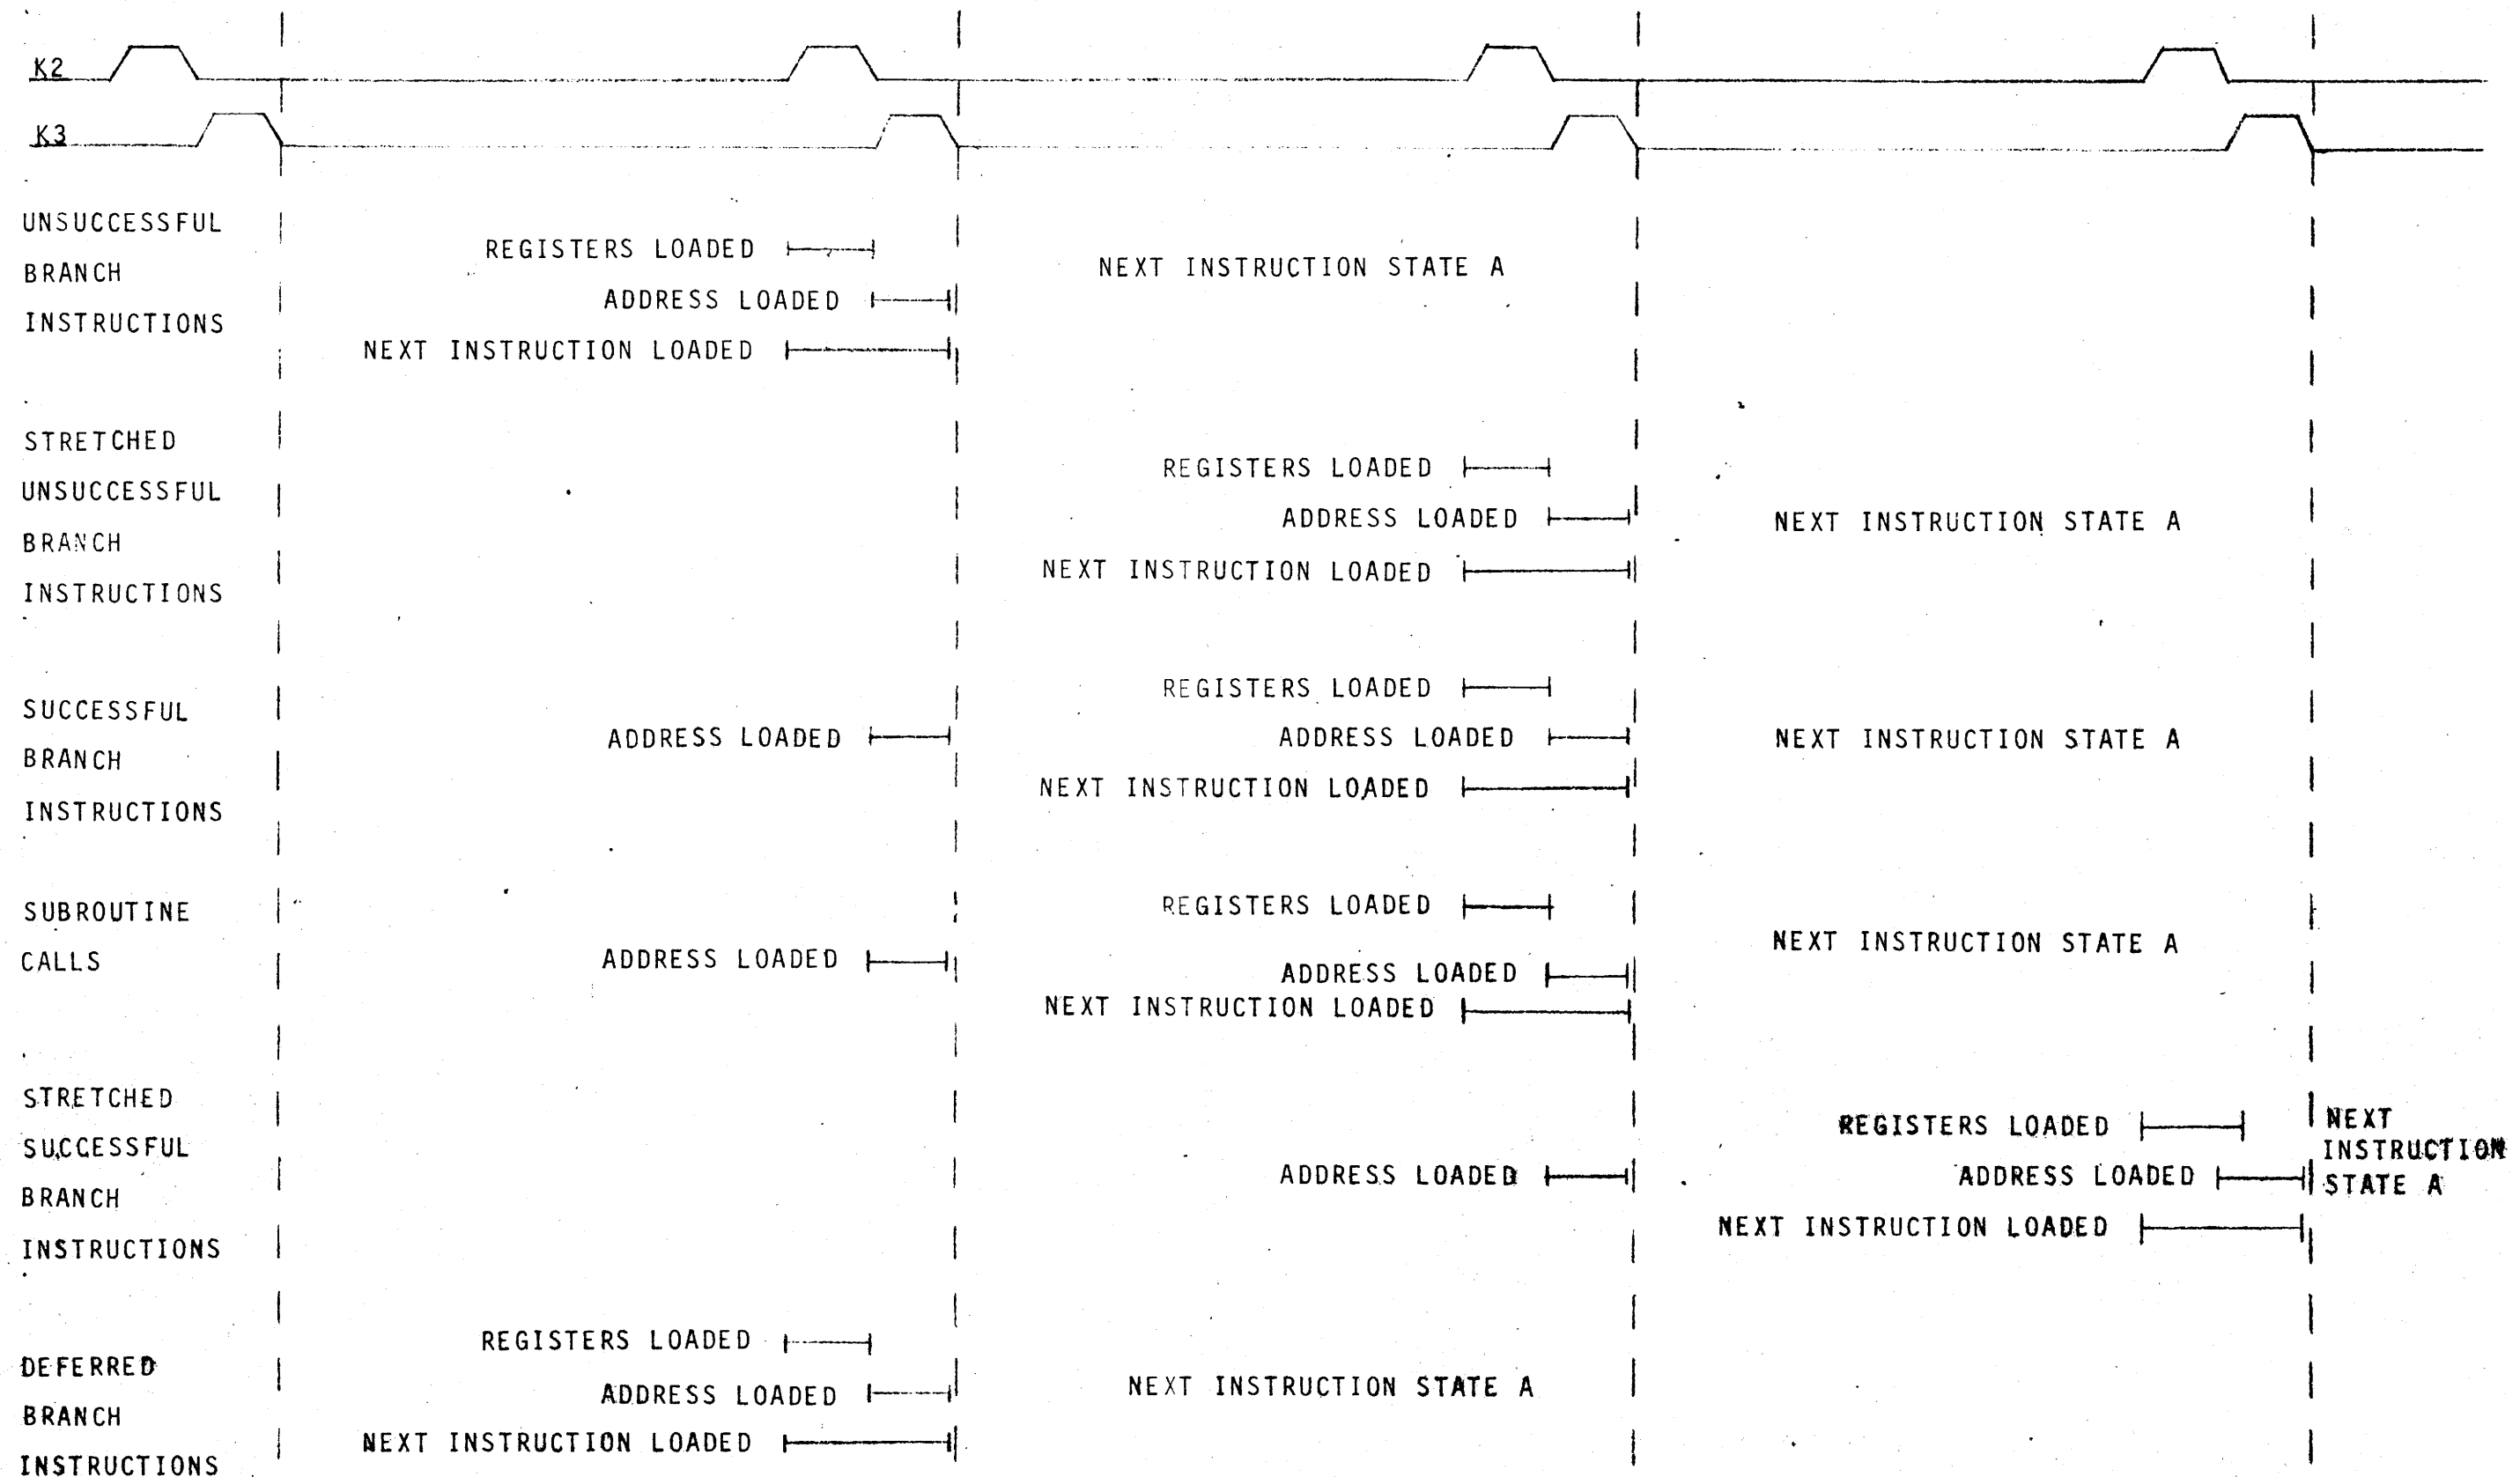 K2
K3
UNSUCCESSFUL
BRANCH
INSTRUCTIONS
REGISTERS LOADED
ADDRESS LOADED
NEXT INSTRUCTION LOADED
NEXT INSTRUCTION STATE A
STRETCHED
UNSUCCESSFUL
BRANCH
INSTRUCTIONS
REGISTERS LOADED
ADDRESS LOADED
NEXT INSTRUCTION LOADED
NEXT INSTRUCTION STATE A
SUCCESSFUL
BRANCH
INSTRUCTIONS
ADDRESS LOADED
REGISTERS LOADED
ADDRESS LOADED
NEXT INSTRUCTION LOADED
NEXT INSTRUCTION STATE A
SUBROUTINE
CALLS
ADDRESS LOADED
REGISTERS LOADED
ADDRESS LOADED
NEXT INSTRUCTION LOADED
NEXT INSTRUCTION STATE A
STRETCHED
SUCCESSFUL
BRANCH
INSTRUCTIONS
ADDRESS LOADED
REGISTERS LOADED
ADDRESS LOADED
NEXT INSTRUCTION LOADED
NEXT
INSTRUCTION
STATE A
DEFERRED
BRANCH
INSTRUCTIONS
REGISTERS LOADED
ADDRESS LOADED
NEXT INSTRUCTION LOADED
NEXT INSTRUCTION STATE A